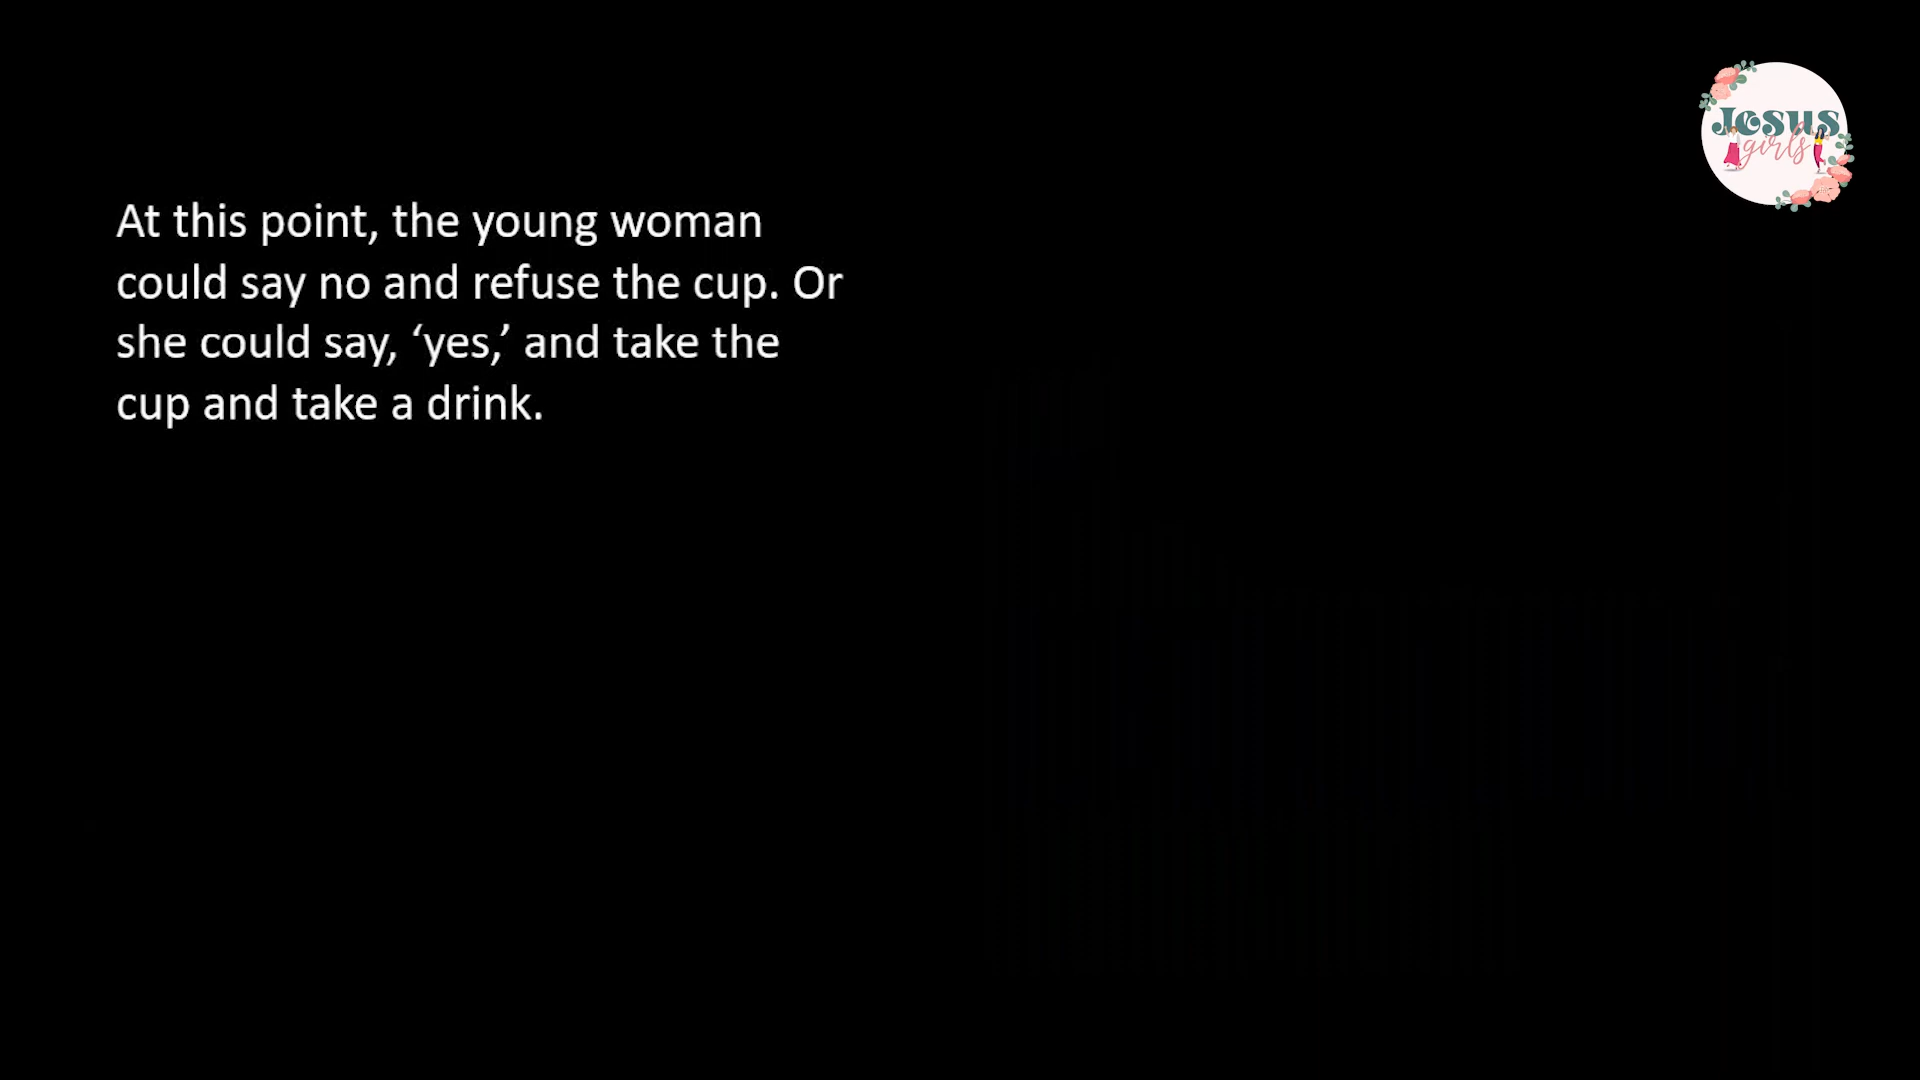 Jesus
girls
At this point, the young woman
could say no and refuse the cup. Or
she could say, ‘yes,’ and take the
cup and take a drink.